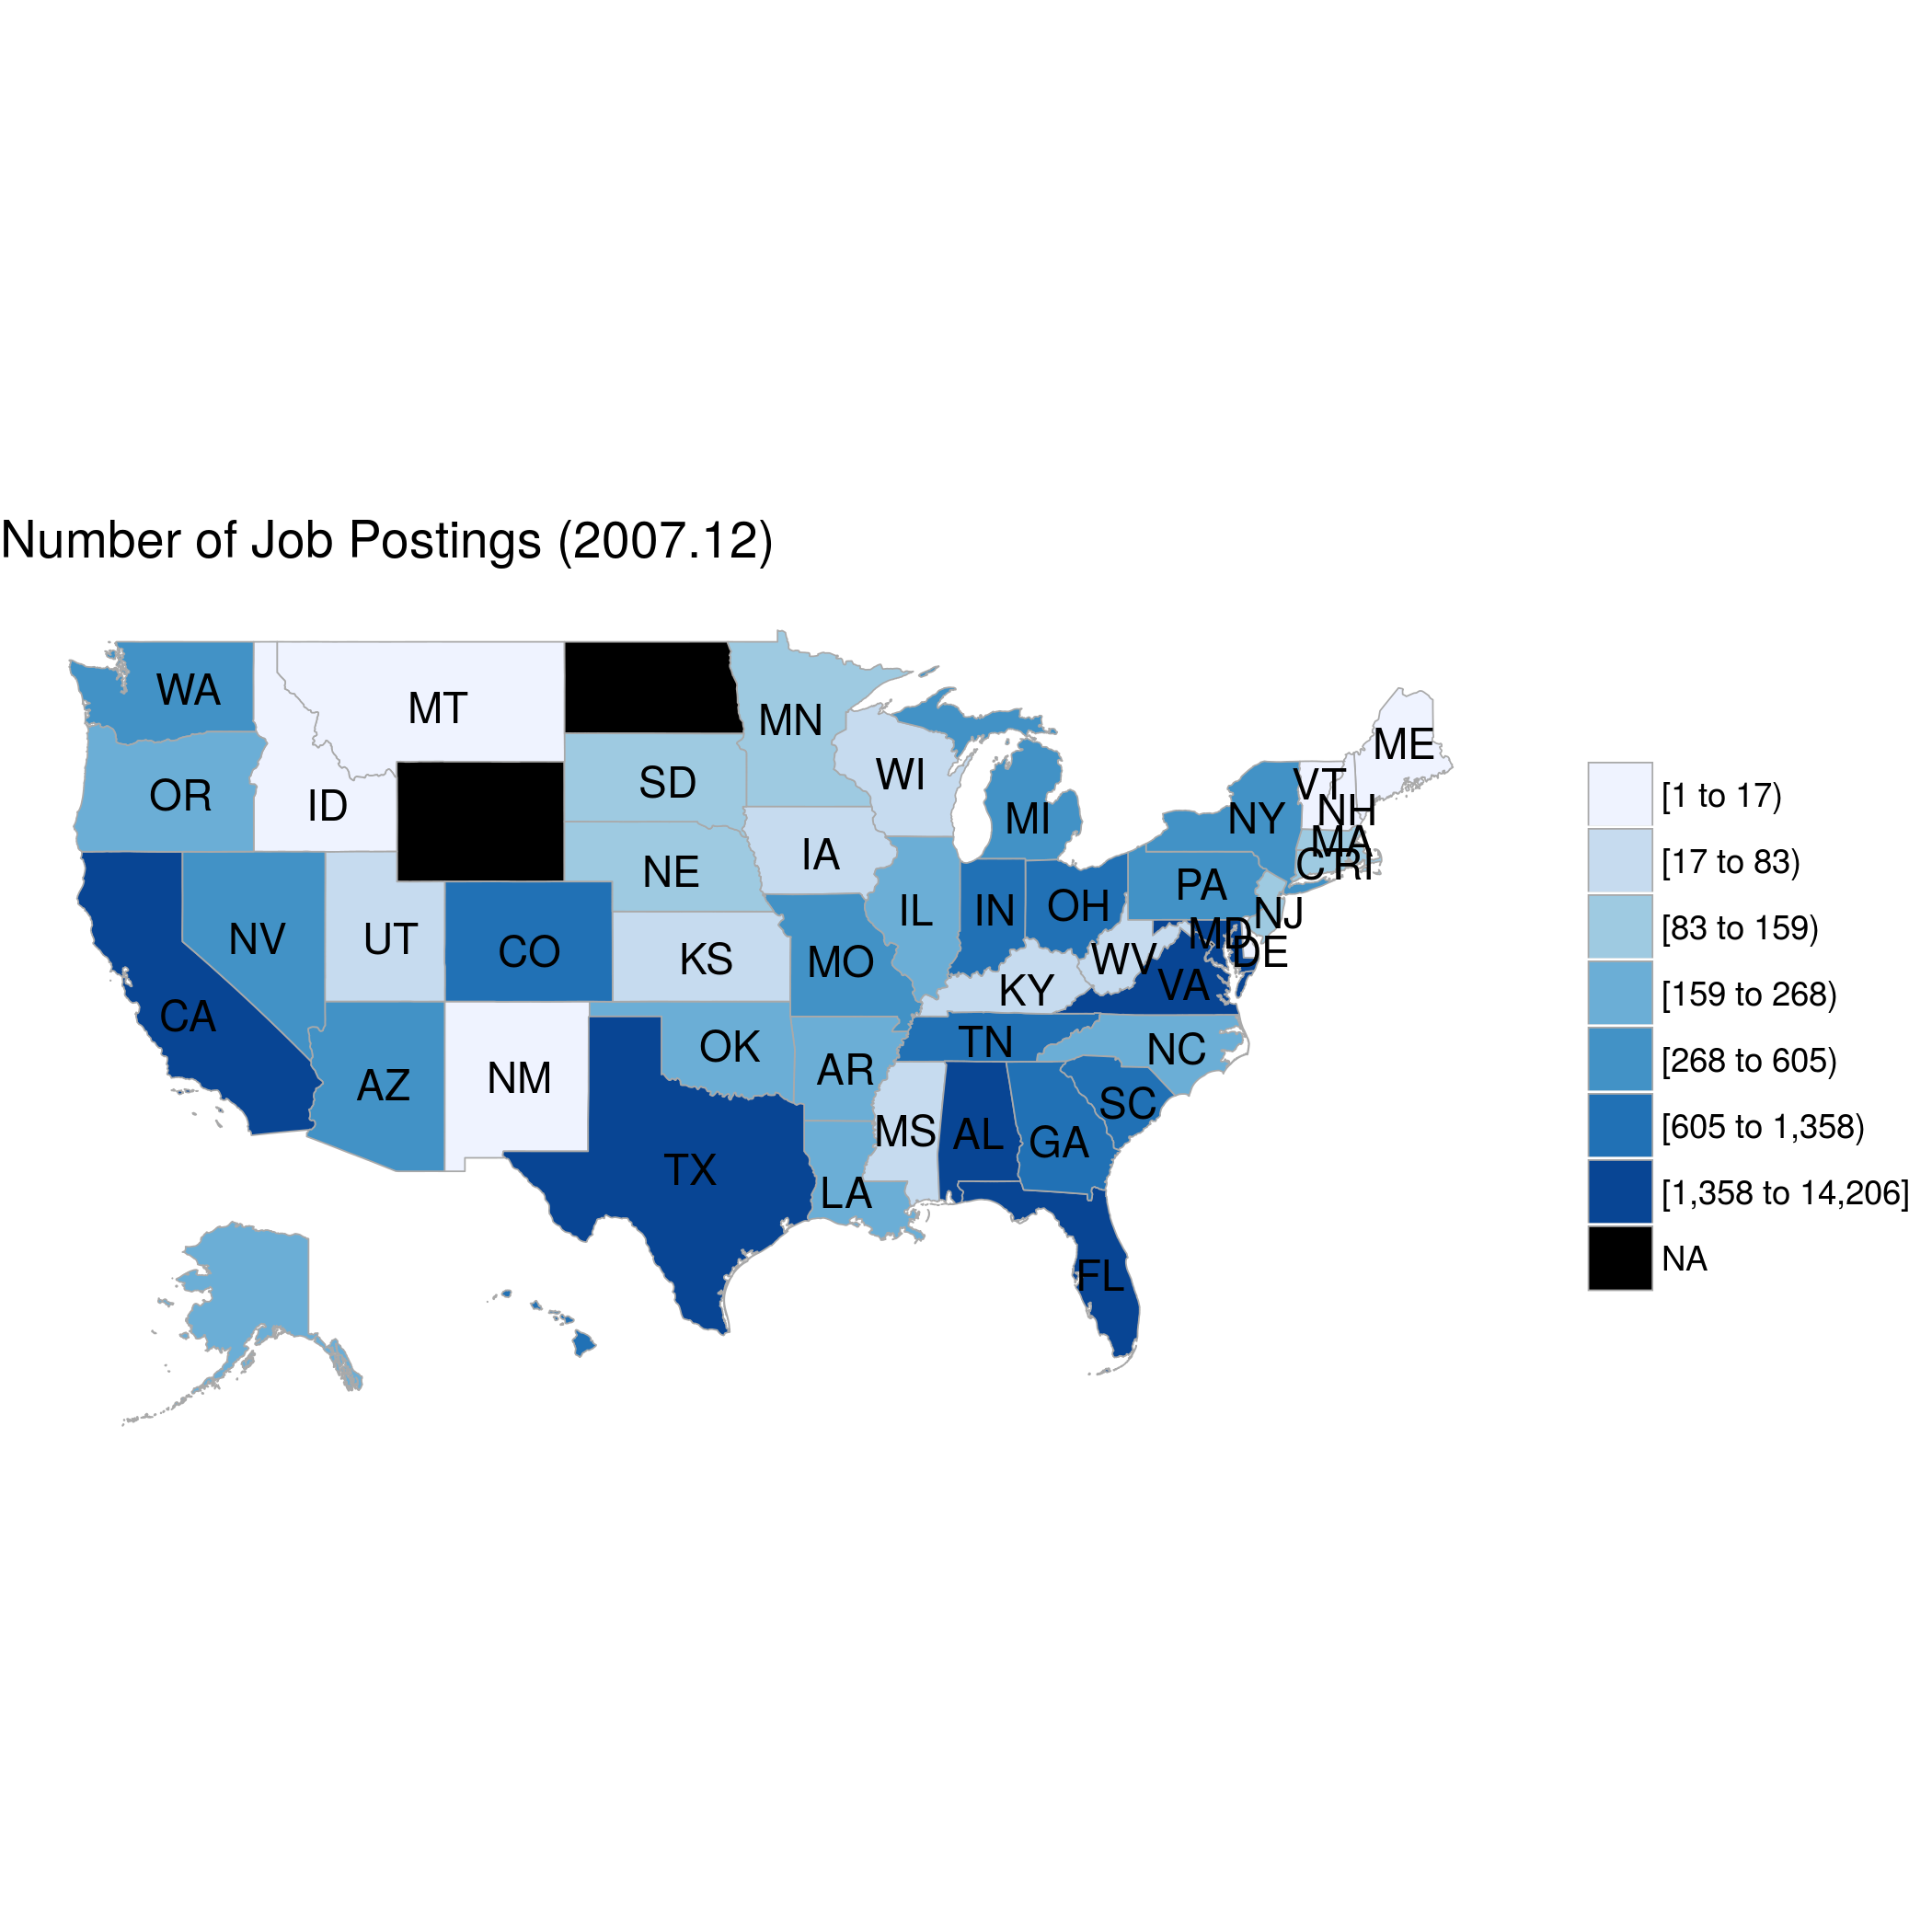 Number of Job Postings (2007.12)
WA
MT
MN
ME
OR
ID
SD
WI
VT
NH
MI
NY
MA
CT
RI
IA
NE
PA
NV
UT
CO
KS
MO
IL
IN
OH
NJ
MD
DE
WV
VA
KY
CA
AZ
NM
OK
AR
TN
NC
SC
MS
AL
GA
TX
LA
FL
[1 to 17)
[17 to 83)
[83 to 159)
[159 to 268)
[268 to 605)
[605 to 1,358)
[1,358 to 14,206]
NA